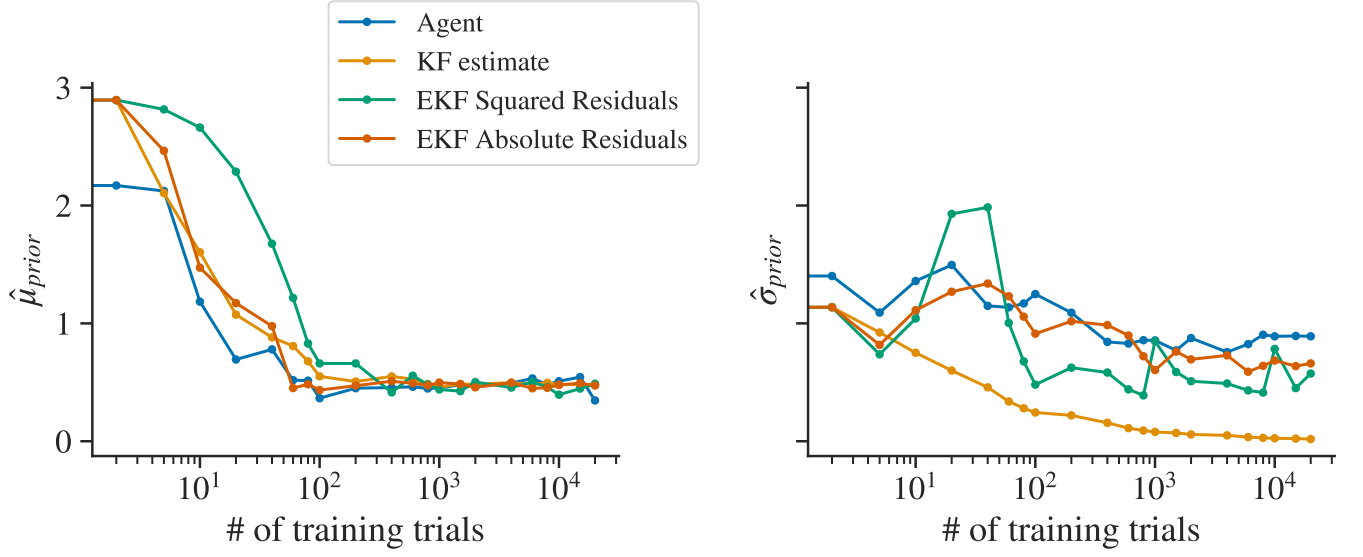 Agent
KF estimate
EKF Squared Residuals
EKF Absolute Residuals
3
2
1
0
μ̂prior
10¹ 10² 10³ 10⁴
# of training trials
σ̂prior
10¹ 10² 10³ 10⁴
# of training trials